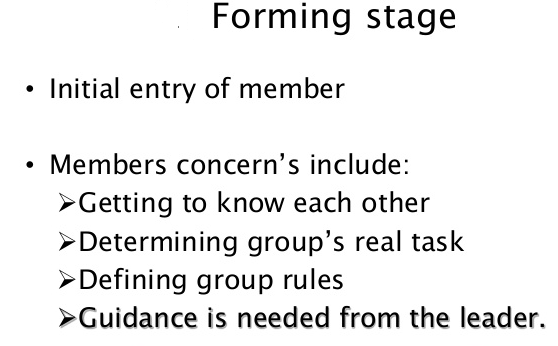 Forming stage
• Initial entry of member
• Members concern's include:
➢Getting to know each other
➢Determining group's real task
➢Defining group rules
➢Guidance is needed from the leader.